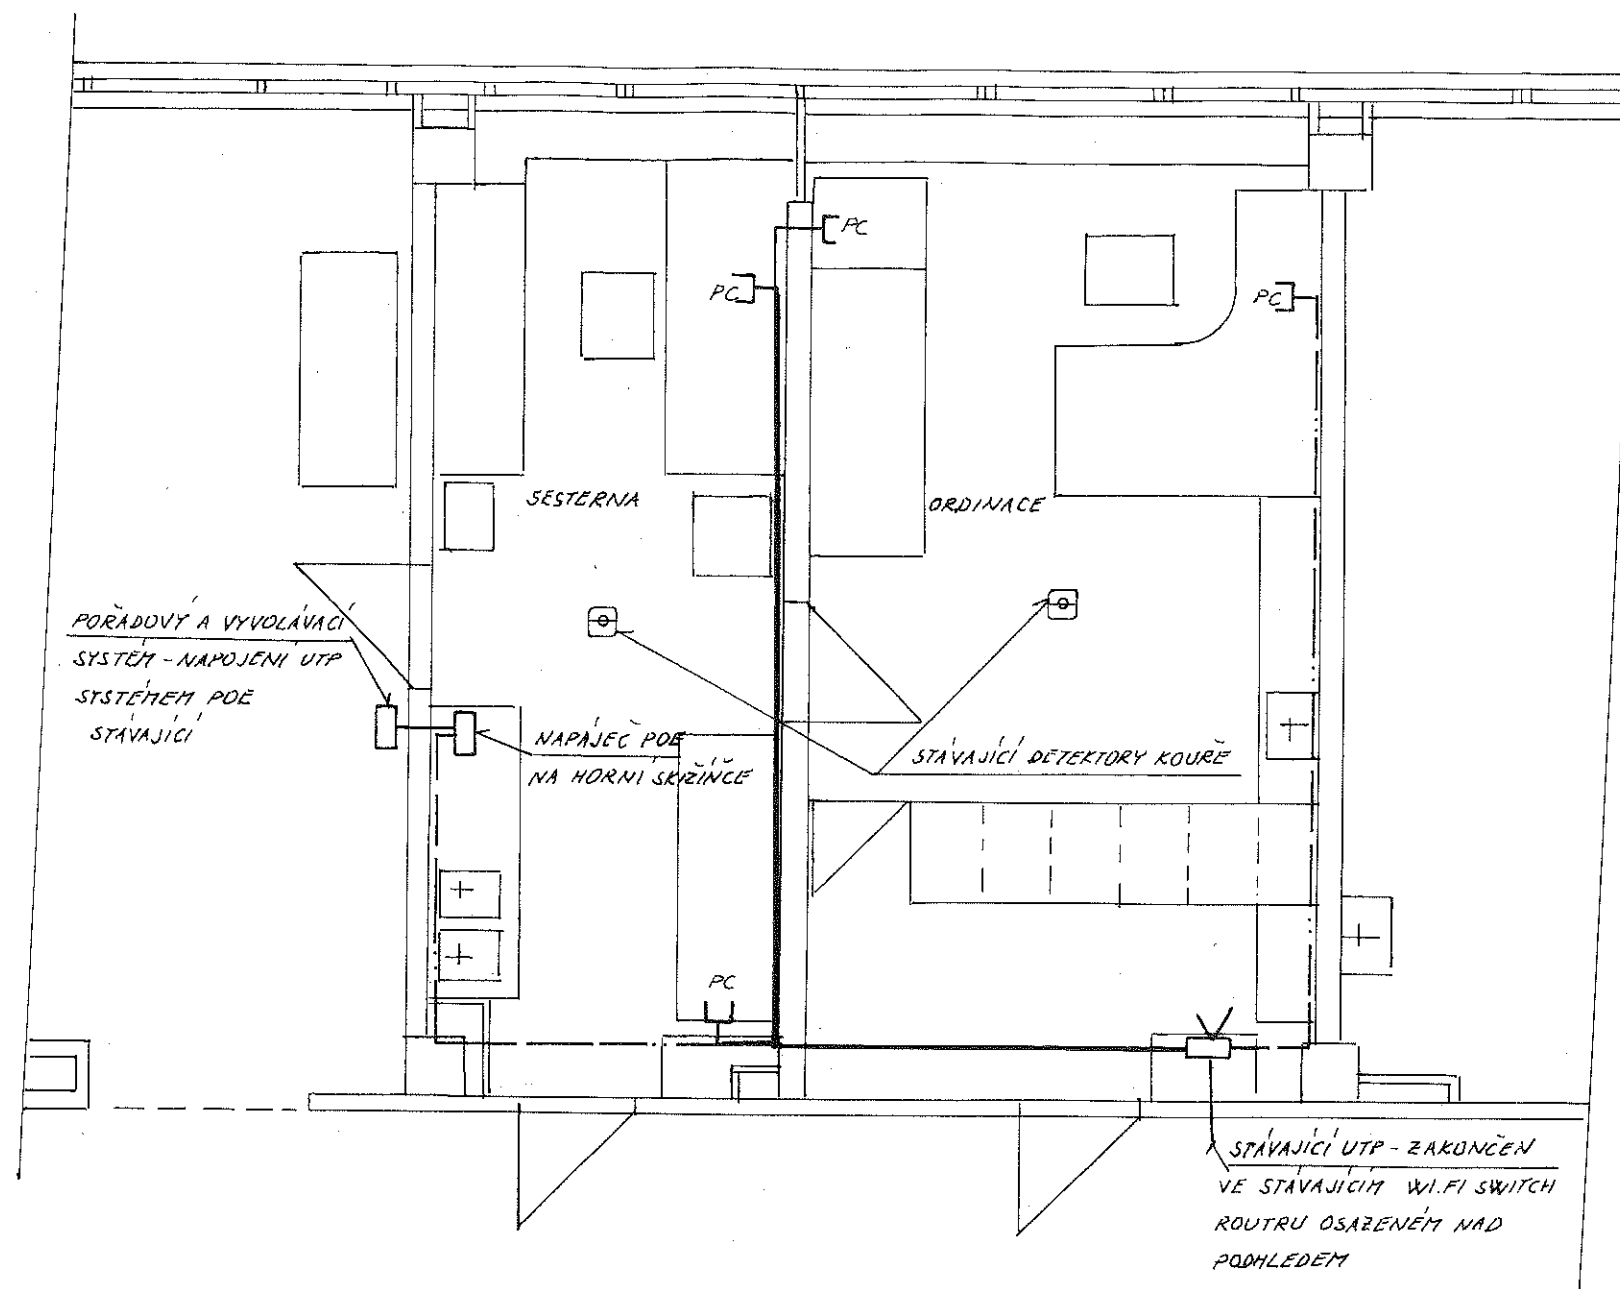 PC
PC
PC
SESTERNA
ORDINACE
POŘÁDOVÝ A VYVOLÁVACÍ
SYSTÉM - NAPOJENÍ UTP
SYSTÉMEM POE
STÁVAJÍCÍ
NAPÁJEČ POE
NA HORNÍ SKŘÍŇCE
STÁVAJÍCÍ DETEKTORY KOUŘE
PC
STÁVAJÍCÍ UTP - ZAKONČEN
VE STÁVAJÍCÍM WI.FI SWITCH
ROUTRU OSAZENÉM NAD
PODHLEDEM